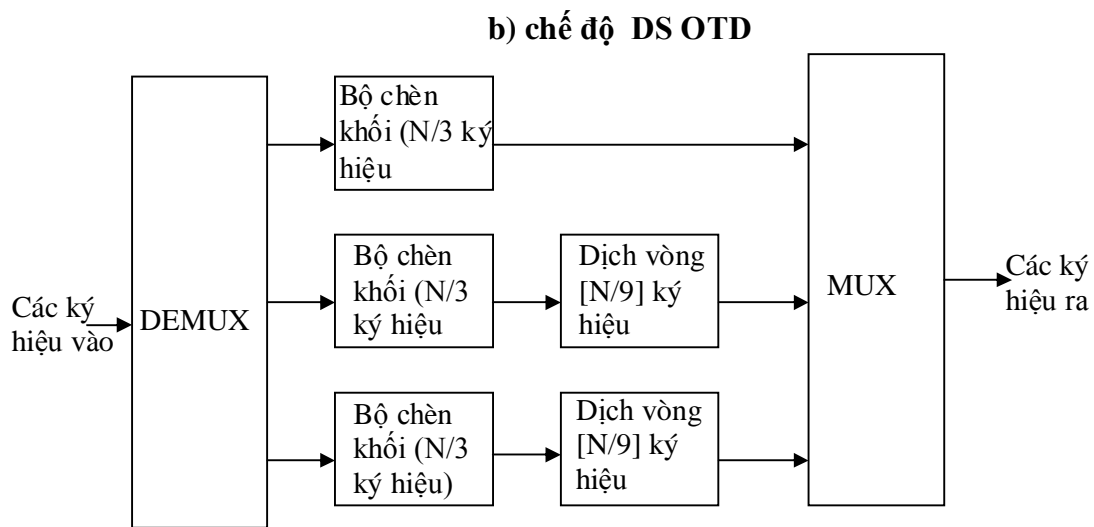 b) chế độ DS OTD
Bộ chèn
khối (N/3 ký
hiệu
Bộ chèn
khối (N/3
ký hiệu
Dịch vòng
[N/9] ký
hiệu
Các ký
hiệu vào
DEMUX
MUX
Các ký
hiệu ra
Bộ chèn
khối (N/3
ký hiệu)
Dịch vòng
[N/9] ký
hiệu